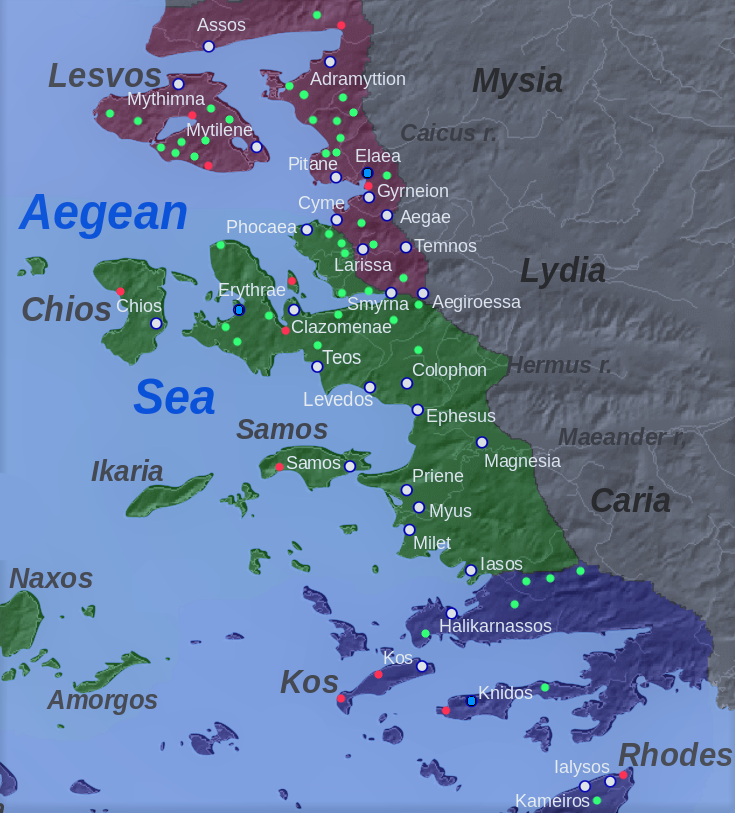 Assos
Lesvos
Adramyttion
Mysia
Mythimna
Mytilene
Caicus r.
Pitane
Elaea
Gyrneion
Cyme
Aegae
Aegean
Phocaea
Temnos
Larissa
Lydia
Erythrae
Chios
Chios
Smyrna
Aegiroessa
Clazomenae
Teos
Hermus r.
Colophon
Sea
Levedos
Ephesus
Samos
Maeander r,
Samos
Magnesia
Ikaria
Priene
Caria
Myus
Milet
Iasos
Naxos
Halikarnassos
Kos
Kos
Knidos
Amorgos
Rhodes
Ialysos
Kameiros